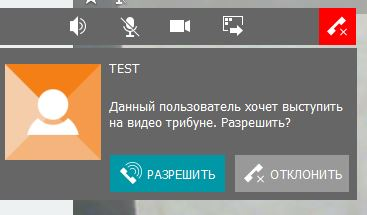 TEST
Данный пользователь хочет выступить
на видео трибуне. Разрешить?
РАЗРЕШИТЬ
ОТКЛОНИТЬ